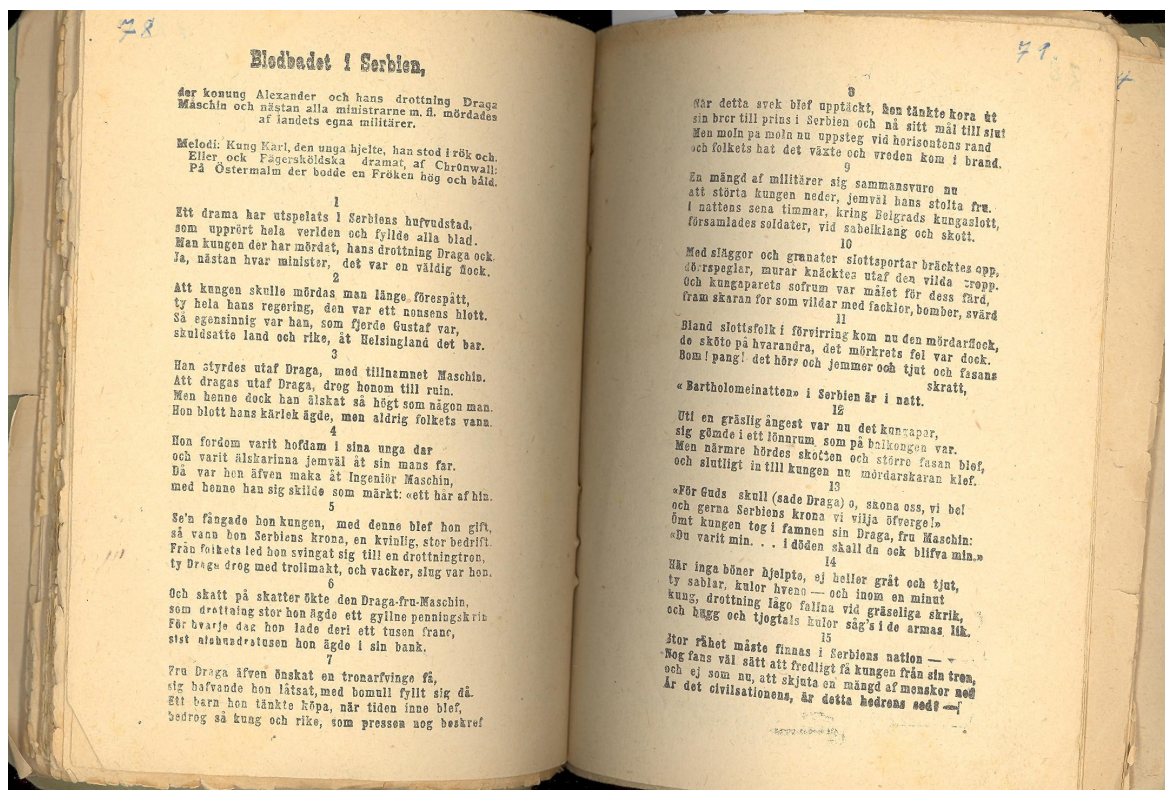 78
Blodbadet i Serbien,
der konung Alexander och hans drottning Draga
Maschin och nästan alla ministrarne m. fl. mördades
af landets egna militärer.
Melodi: Kung Karl, den unga hjelte, han stod i rök och.
Eller ock Fägersköldska dramat, af Chronwall:
På Östermalm der bodde en Fröken hög och båld.
1
Ett drama har utspelats i Serbiens hufvudstad,
som upprört hela verlden och fyllde alla blad.
Man kungen der har mördat, hans drottning Draga ock.
Ja, nästan hvar minister, det var en väldig flock.
2
Att kungen skulle mördas man länge förespått,
ty hela hans regering, den var ett nonsens blott.
Så egensinnig var han, som fjerde Gustaf var,
skuldsatte land och rike, åt Helsingland det bar.
3
Han styrdes utaf Draga, med tillnamnet Maschin.
Att dragas utaf Draga, drog honom till ruin.
Men henne dock han älskat så högt som någon man.
Hon blott hans kärlek ägde, men aldrig folkets vann.
4
Hon fordom varit hofdam i sina unga dar
och varit älskarinna jemväl åt sin mans far.
Då var hon äfven maka åt Ingeniör Maschin,
med henne han sig skilde som märkt: «ett har af hin.
5
Se'n fångade hon kungen, med denne blef hon gift,
så vann hon Serbiens krona, en kvinlig, stor bedrift.
Från folkets led hon svingat sig till en drottningtron,
ty Draga drog med trollmakt, och vacker, slug var hon.
6
Och skatt på skatter ökte den Draga-fru-Maschin,
som drottning stor hon ägde ett gyllne penningskrin
För hvarje dag hon lade deri ett tusen franc,
sist niohundratusen hon ägde i sin bank.
7
Fru Draga äfven önskat en tronarfvinge få,
sig hafvande hon låtsat, med bomull fyllt sig då.
Ett barn hon tänkte köpa, när tiden inne blef,
bedrog så kung och rike, som pressen nog beskref
79
8
När detta svek blef upptäckt, hon tänkte kora ut
sin bror till prins i Serbien och nå sitt mål till slut
Men moln pa moln nu uppsteg vid horisontens rand
och folkets hat det växte och vreden kom i brand.
9
En mängd af militärer sig sammansvuro nu
att störta kungen neder, jemväl hans stolta fru.
I nattens sena timmar, kring Belgrads kungaslott,
församlades soldater, vid sabelklang och skott.
10
Med släggor och granater slottsportar bräcktes opp,
dörrspeglar, murar knäcktes utaf den vilda tropp.
Och kungaparets sofrum var målet för dess färd,
fram skaran for som vildar med facklor, bomber, svärd
11
Bland slottsfolk i förvirring kom nu den mördarflock,
de sköto på hvarandra, det mörkrets fel var dock.
Bom! pang! det hörs och jemmer och tjut och fasans
skratt,
« Bartholomeinatten» i Serbien är i natt.
12
Uti en gräslig ångest var nu det kungapar,
sig gömde i ett lönnrum som på balkongen var.
Men närmre hördes skotten och större fasan blef,
och slutligt in till kungen nu mördarskaran klef.
13
«För Guds skull (sade Draga) o, skona oss, vi be!
och gerna Serbiens krona vi vilja öfverge!»
Ömt kungen tog i famnen sin Draga, fru Maschin:
«Du varit min. . . i döden skall du ock blifva min.»
14
När inga böner hjelpte, ej heller gråt och tjut,
ty sablar, kulor hveno — och inom en minut
kung, drottning lågo fallna vid gräseliga skrik,
och hugg och tjogtals kulor såg's i de armas lik.
15
Stor råhet måste finnas i Serbiens nation —
Nog fans väl sätt att fredligt få kungen från sin tron,
och ej som nu, att skjuta en mängd af menskor ned
Är det civilsationens, är detta hedrens sed? —